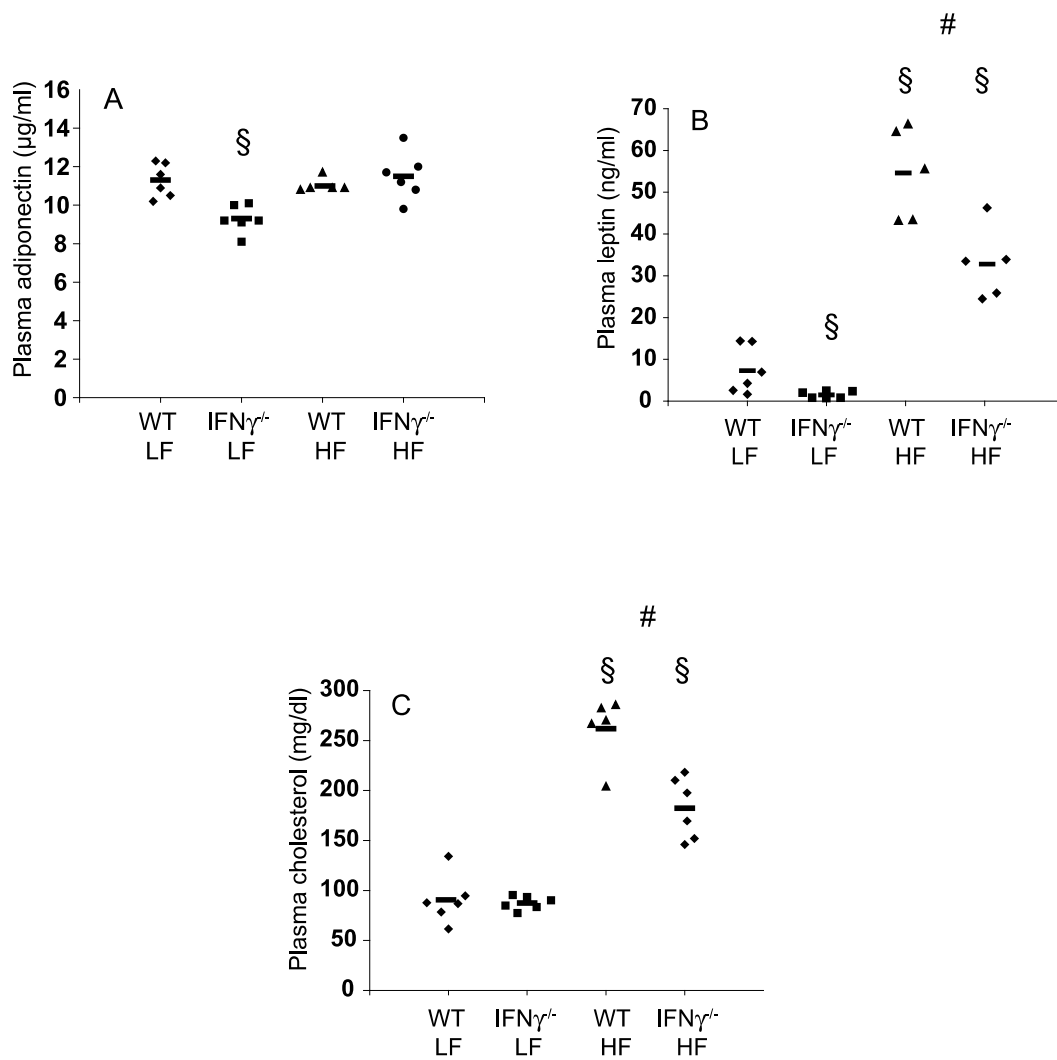 A
Plasma adiponectin (μg/ml)
16
14
12
10
8
6
4
2
0
§
WT IFNγ-/- WT IFNγ-/-
LF LF HF HF
#
§ §
B
Plasma leptin (ng/ml)
70
60
50
40
30
20
10
0
§
WT IFNγ-/- WT IFNγ-/-
LF LF HF HF
#
§ §
C
Plasma cholesterol (mg/dl)
300
250
200
150
100
50
0
WT IFNγ-/- WT IFNγ-/-
LF LF HF HF